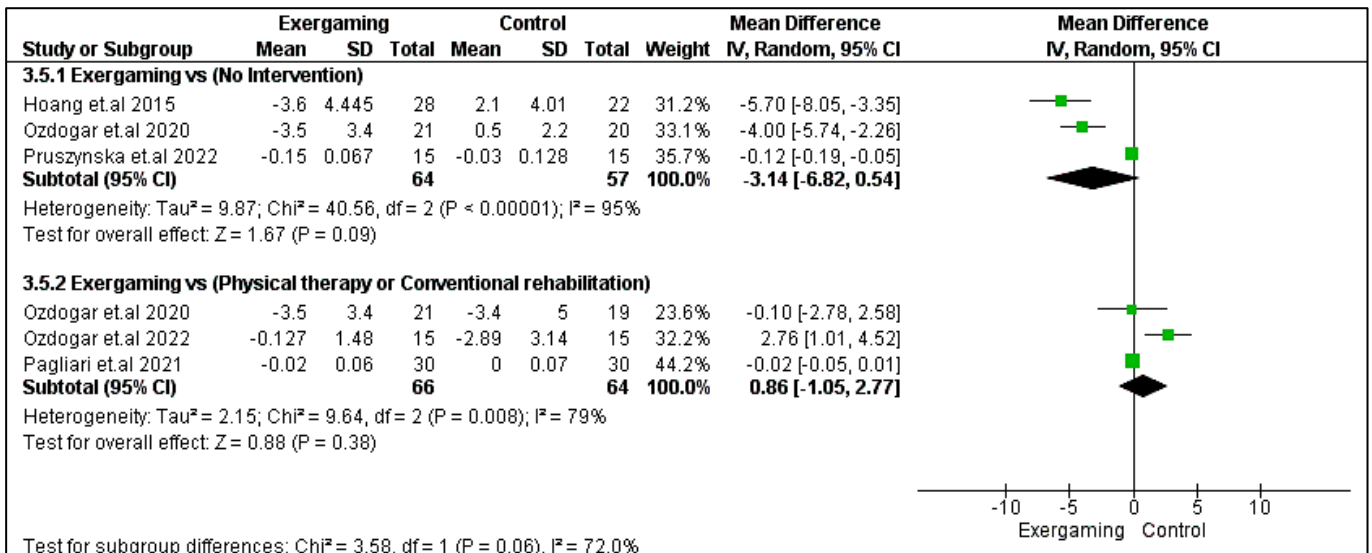 Exergaming Control Mean Difference Mean Difference
Study or Subgroup Mean SD Total Mean SD Total Weight IV, Random, 95% CI IV, Random, 95% CI
3.5.1 Exergaming vs (No Intervention)
Hoang et.al 2015 -3.6 4.445 28 2.1 4.01 22 31.2% -5.70 [-8.05, -3.35]
Ozdogar et.al 2020 -3.5 3.4 21 0.5 2.2 20 33.1% -4.00 [-5.74, -2.26]
Pruszynska et.al 2022 -0.15 0.067 15 -0.03 0.128 15 35.7% -0.12 [-0.19, -0.05]
Subtotal (95% CI) 64 57 100.0% -3.14 [-6.82, 0.54]
Heterogeneity: Tau² = 9.87; Chi² = 40.56, df = 2 (P < 0.00001); I² = 95%
Test for overall effect: Z = 1.67 (P = 0.09)
3.5.2 Exergaming vs (Physical therapy or Conventional rehabilitation)
Ozdogar et.al 2020 -3.5 3.4 21 -3.4 5 19 23.6% -0.10 [-2.78, 2.58]
Ozdogar et.al 2022 -0.127 1.48 15 -2.89 3.14 15 32.2% 2.76 [1.01, 4.52]
Pagliari et.al 2021 -0.02 0.06 30 0 0.07 30 44.2% -0.02 [-0.05, 0.01]
Subtotal (95% CI) 66 64 100.0% 0.86 [-1.05, 2.77]
Heterogeneity: Tau² = 2.15; Chi² = 9.64, df = 2 (P = 0.008); I² = 79%
Test for overall effect: Z = 0.88 (P = 0.38)
-10 -5 0 5 10
Exergaming Control
Test for subgroup differences: Chi² = 3.58, df = 1 (P = 0.06), I² = 72.0%